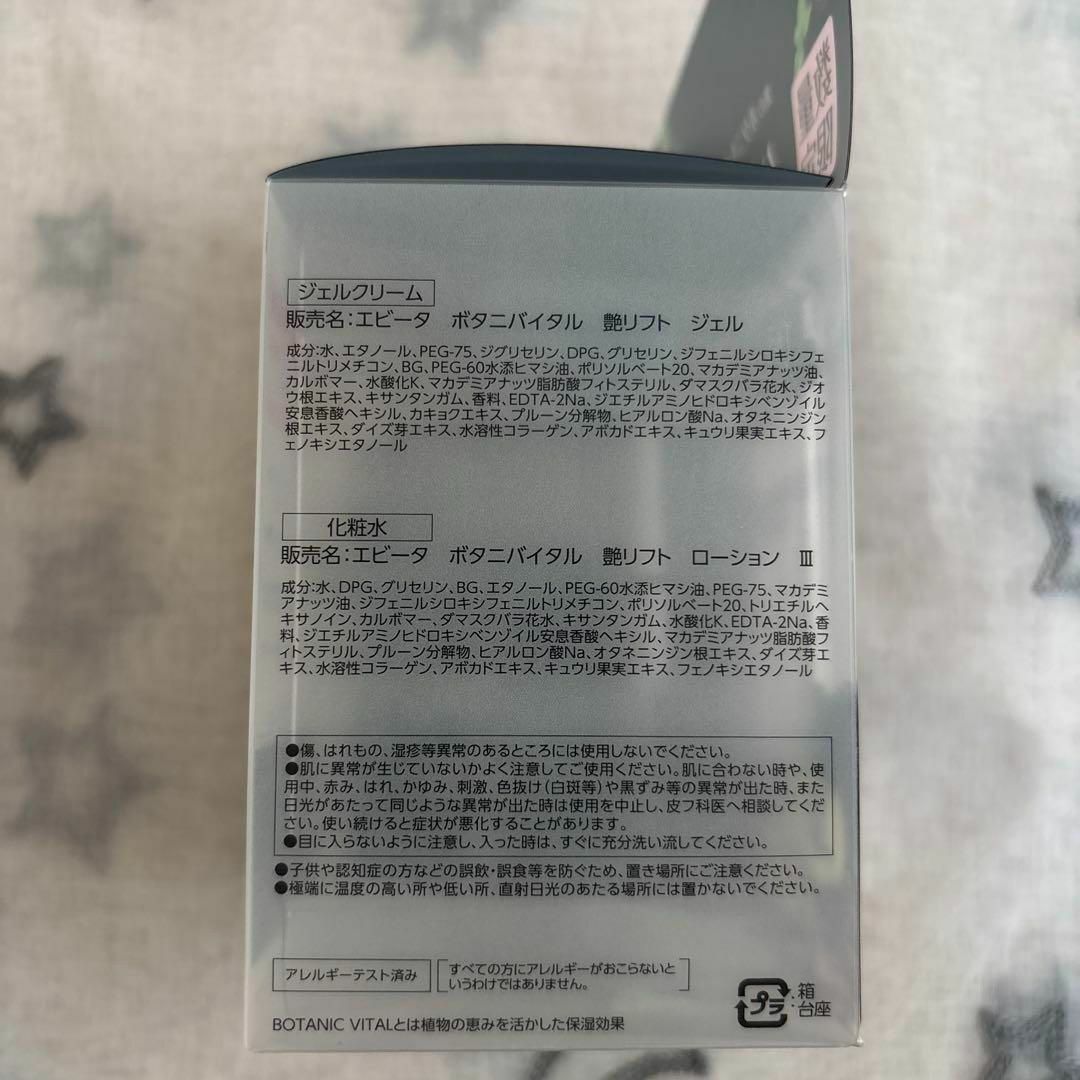 数量
ジェルクリーム
販売名：エビータ　ボタニバイタル　艶リフト　ジェル
成分：水、エタノール、PEG-75、ジグリセリン、DPG、グリセリン、ジフェニルシロキシフェ
ニルトリメチコン、BG、PEG-60水添ヒマシ油、ポリソルベート20、マカデミアナッツ油、
カルボマー、水酸化K、マカデミアナッツ脂肪酸フィトステリル、ダマスクバラ花水、ジオ
ウ根エキス、キサンタンガム、香料、EDTA-2Na、ジエチルアミノヒドロキシベンゾイル
安息香酸ヘキシル、カキョクエキス、プルーン分解物、ヒアルロン酸Na、オタネニンジン
根エキス、ダイズ芽エキス、水溶性コラーゲン、アボカドエキス、キュウリ果実エキス、フ
ェノキシエタノール
化粧水
販売名：エビータ　ボタニバイタル　艶リフト　ローション　Ⅲ
成分：水、DPG、グリセリン、BG、エタノール、PEG-60水添ヒマシ油、PEG-75、マカデミ
アナッツ油、ジフェニルシロキシフェニルトリメチコン、ポリソルベート20、トリエチルヘ
キサノイン、カルボマー、ダマスクバラ花水、キサンタンガム、水酸化K、EDTA-2Na、香
料、ジエチルアミノヒドロキシベンゾイル安息香酸ヘキシル、マカデミアナッツ脂肪酸フ
ィトステリル、プルーン分解物、ヒアルロン酸Na、オタネニンジン根エキス、ダイズ芽エ
キス、水溶性コラーゲン、アボカドエキス、キュウリ果実エキス、フェノキシエタノール
●傷、はれもの、湿疹等異常のあるところには使用しないでください。
●肌に異常が生じていないかよく注意してご使用ください。肌に合わない時や、使
用中、赤み、はれ、かゆみ、刺激、色抜け（白斑等）や黒ずみ等の異常が出た時、また
日光があたって同じような異常が出た時は使用を中止し、皮フ科医へ相談してくだ
さい。使い続けると症状が悪化することがあります。
●目に入らないように注意し、入った時は、すぐに充分洗い流してください。
●子供や認知症の方などの誤飲・誤食等を防ぐため、置き場所にご注意ください。
●極端に温度の高い所や低い所、直射日光のあたる場所には置かないでください。
アレルギーテスト済み
すべての方にアレルギーがおこらないと
いうわけではありません。
プラ
箱
台座
BOTANIC VITALとは植物の恵みを活かした保湿効果